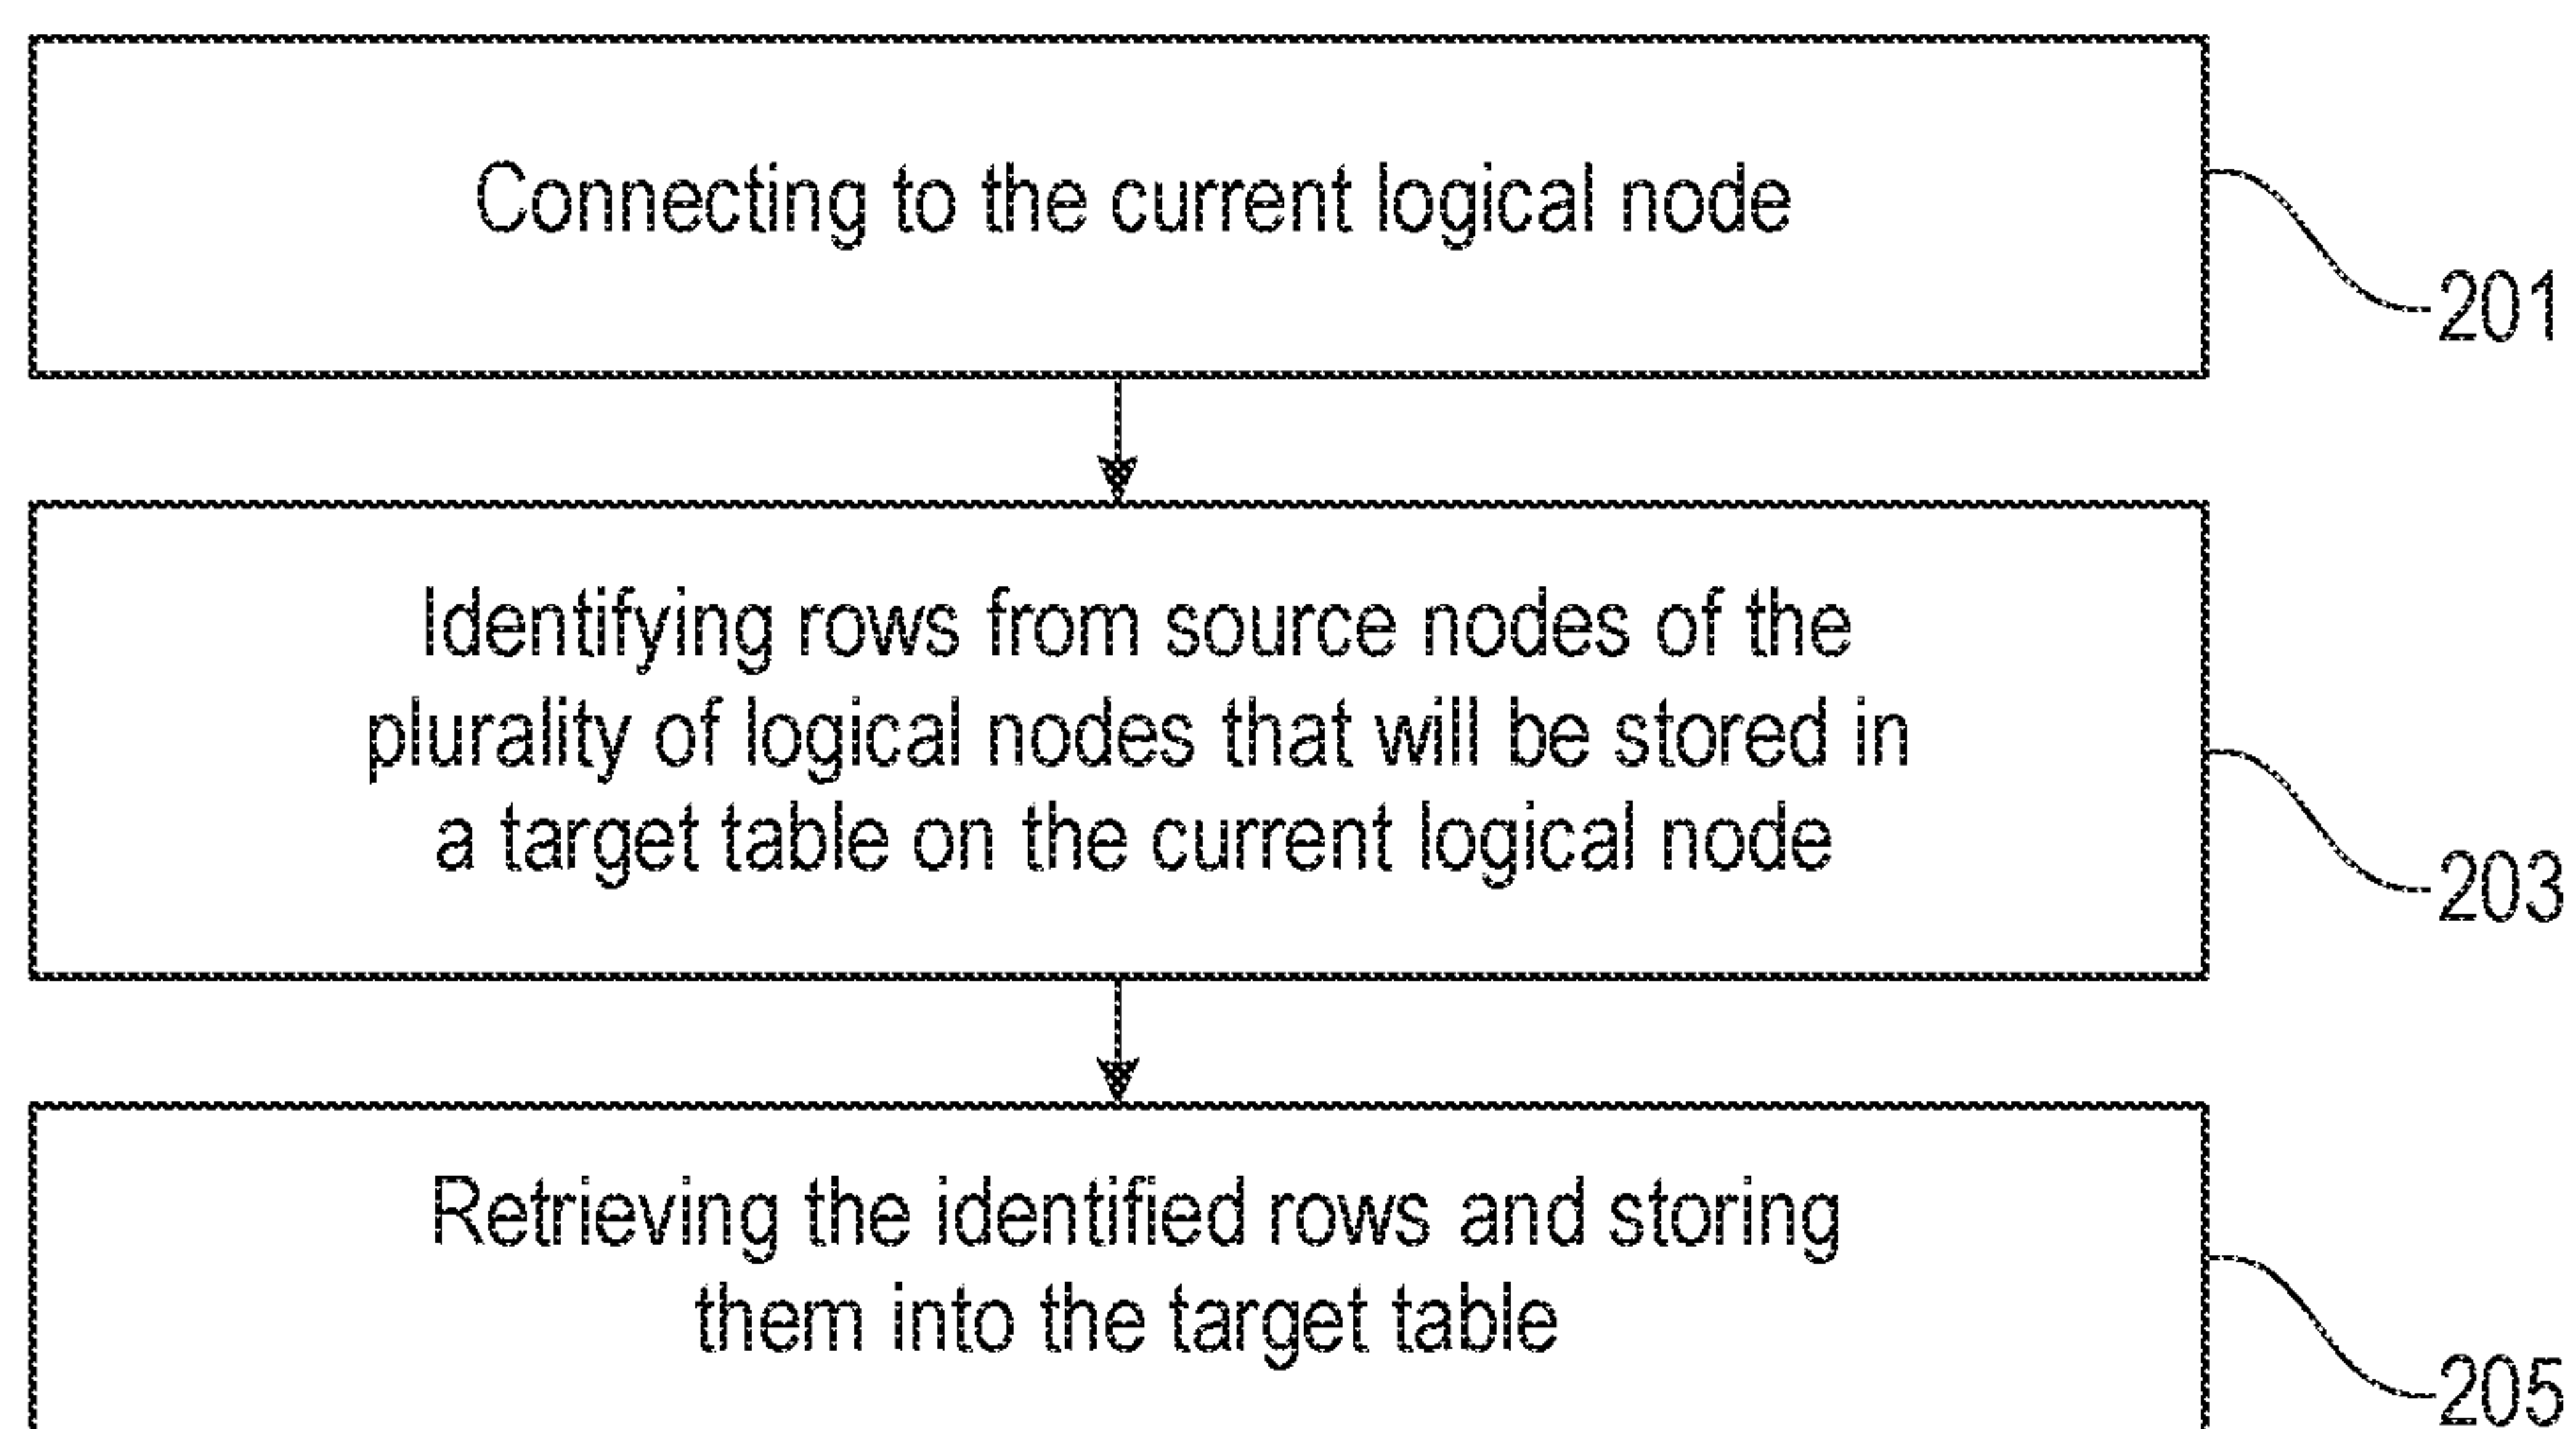 Connecting to the current logical node
201
Identifying rows from source nodes of the
plurality of logical nodes that will be stored in
a target table on the current logical node
203
Retrieving the identified rows and storing
them into the target table
205